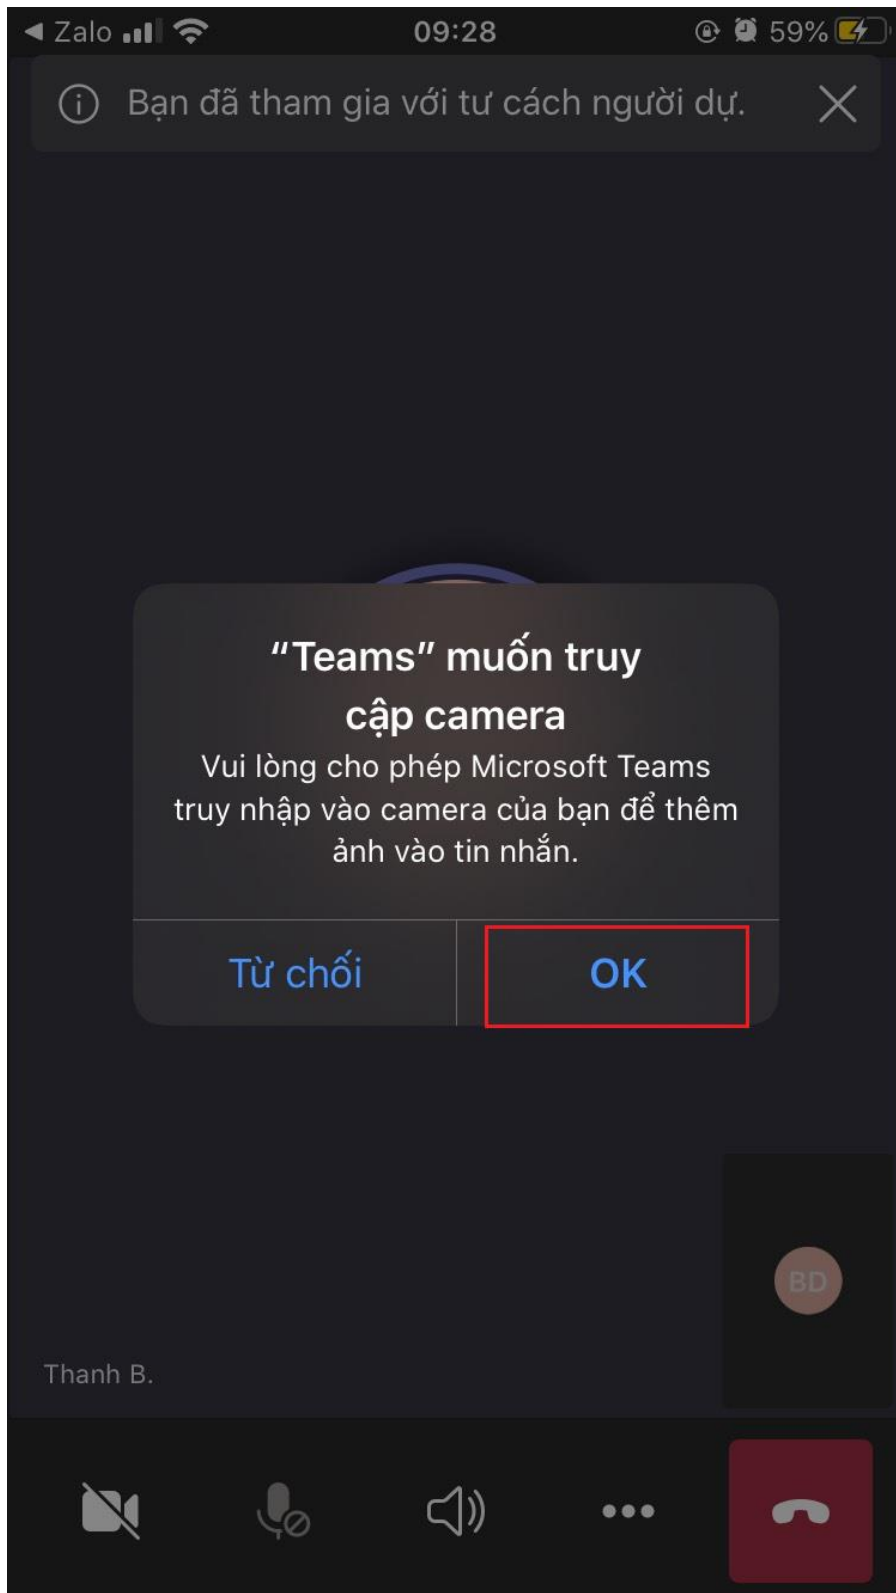 Zalo
09:28
59%
Bạn đã tham gia với tư cách người dự.
“Teams” muốn truy
cập camera
Vui lòng cho phép Microsoft Teams
truy nhập vào camera của bạn để thêm
ảnh vào tin nhắn.
Từ chối
OK
BD
Thanh B.